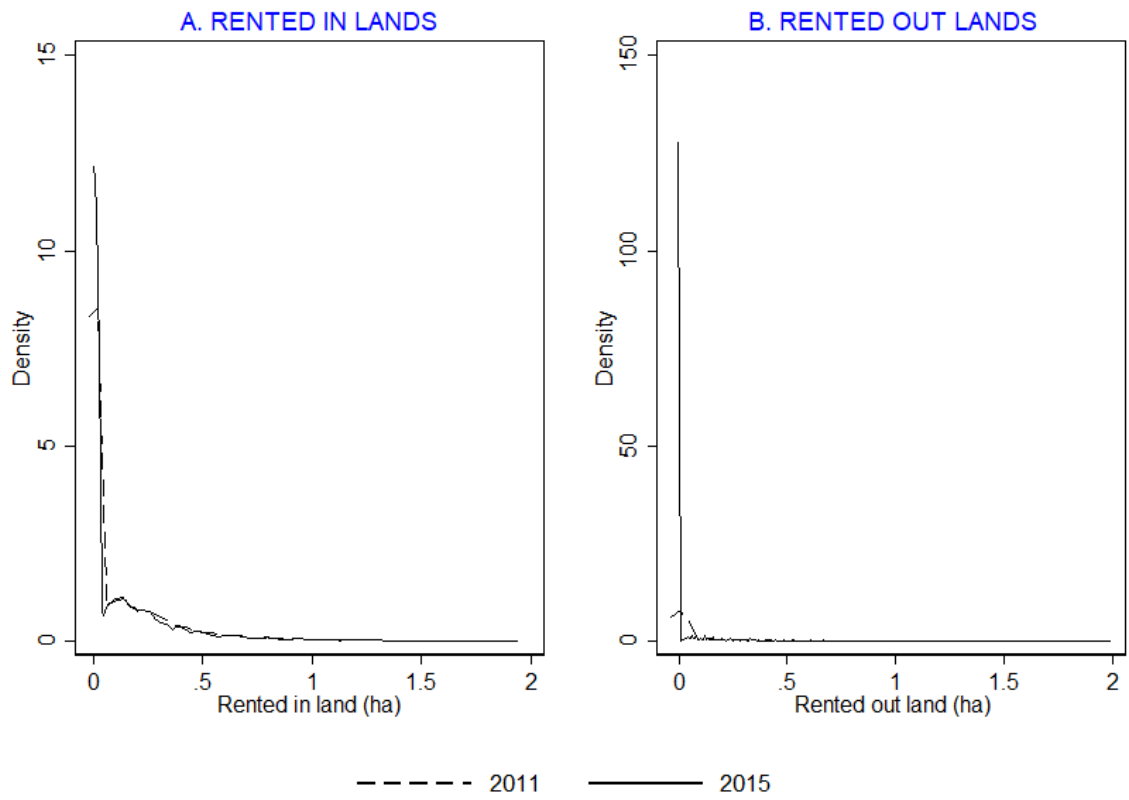 A. RENTED IN LANDS
15
10
5
0
Density
0 .5 1 1.5 2
Rented in land (ha)
B. RENTED OUT LANDS
150
100
50
0
Density
0 .5 1 1.5 2
Rented out land (ha)
2011 2015